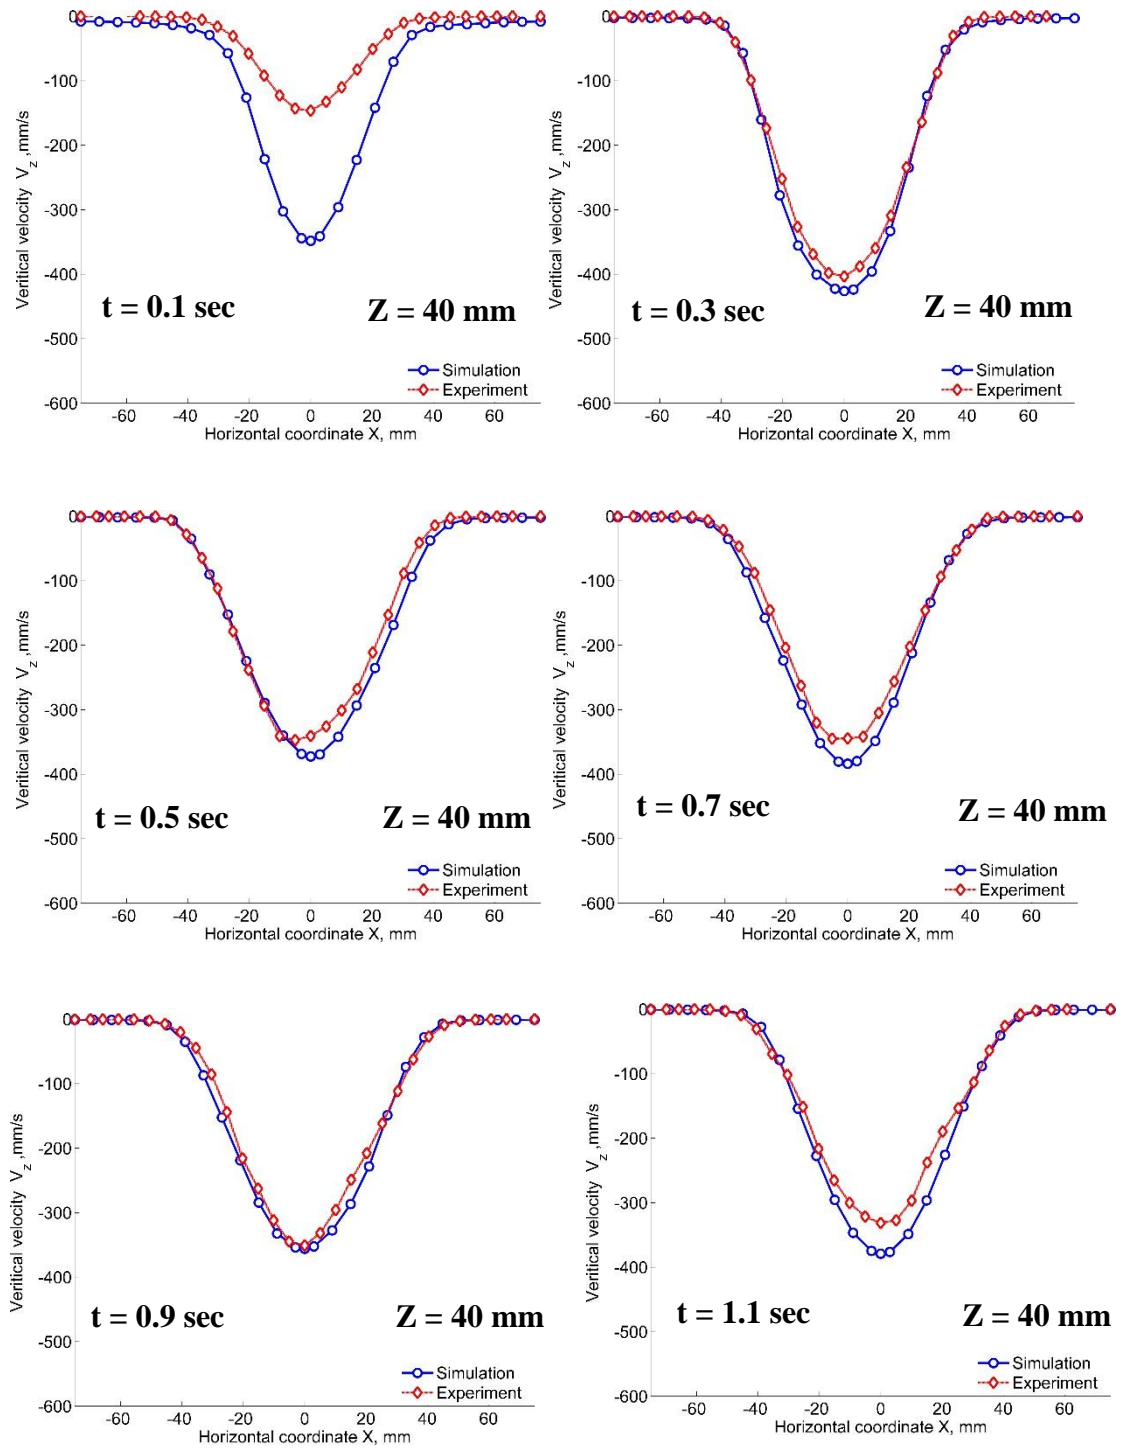 0
-100
-200
-300
-400
-500
-600
Veritical velocity V_z ,mm/s
t = 0.1 sec Z = 40 mm
Simulation
Experiment
-60 -40 -20 0 20 40 60
Horizontal coordinate X, mm
0
-100
-200
-300
-400
-500
-600
Veritical velocity V_z ,mm/s
t = 0.3 sec Z = 40 mm
Simulation
Experiment
-60 -40 -20 0 20 40 60
Horizontal coordinate X, mm
0
-100
-200
-300
-400
-500
-600
Veritical velocity V_z ,mm/s
t = 0.5 sec Z = 40 mm
Simulation
Experiment
-60 -40 -20 0 20 40 60
Horizontal coordinate X, mm
0
-100
-200
-300
-400
-500
-600
Veritical velocity V_z ,mm/s
t = 0.7 sec Z = 40 mm
Simulation
Experiment
-60 -40 -20 0 20 40 60
Horizontal coordinate X, mm
0
-100
-200
-300
-400
-500
-600
Veritical velocity V_z ,mm/s
t = 0.9 sec Z = 40 mm
Simulation
Experiment
-60 -40 -20 0 20 40 60
Horizontal coordinate X, mm
0
-100
-200
-300
-400
-500
-600
Veritical velocity V_z ,mm/s
t = 1.1 sec Z = 40 mm
Simulation
Experiment
-60 -40 -20 0 20 40 60
Horizontal coordinate X, mm